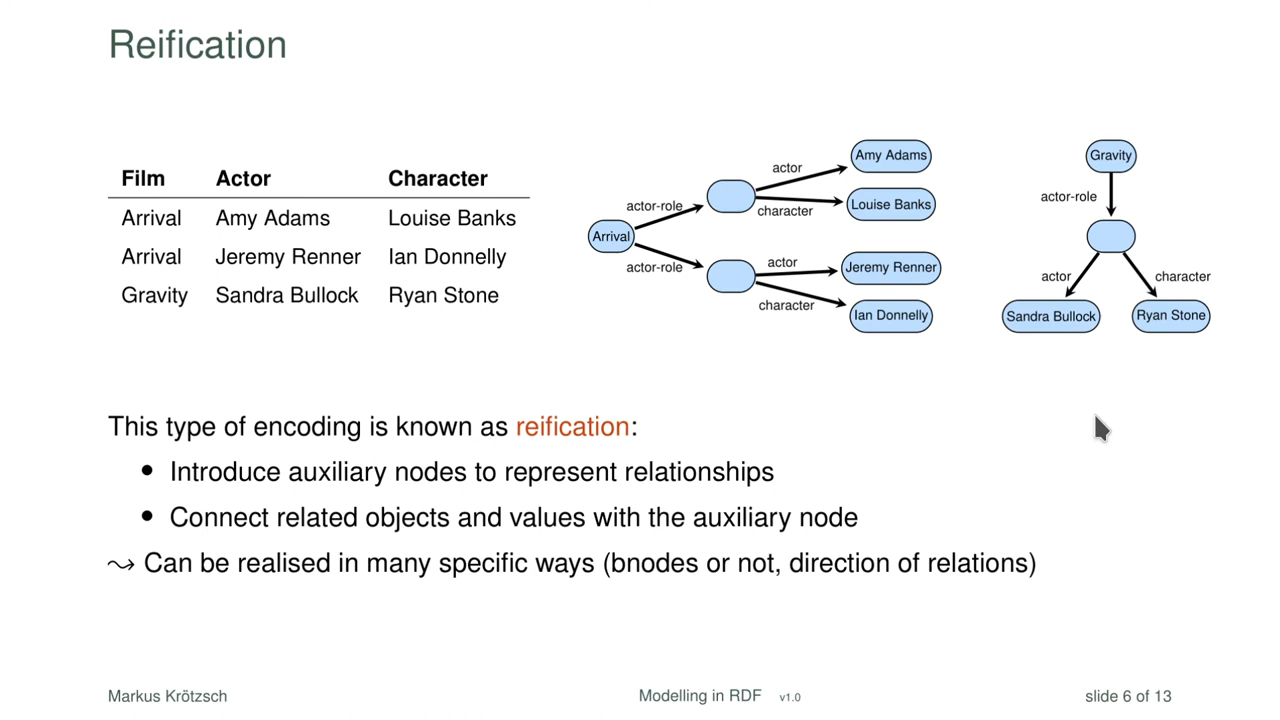 Reification
Film Actor Character
Arrival Amy Adams Louise Banks
Arrival Jeremy Renner Ian Donnelly
Gravity Sandra Bullock Ryan Stone
Arrival
actor-role
actor-role
actor
character
actor
character
Amy Adams
Louise Banks
Jeremy Renner
Ian Donnelly
Gravity
actor-role
actor
character
Sandra Bullock
Ryan Stone
This type of encoding is known as reification:
• Introduce auxiliary nodes to represent relationships
• Connect related objects and values with the auxiliary node
⤳ Can be realised in many specific ways (bnodes or not, direction of relations)
Markus Krötzsch Modelling in RDF v1.0 slide 6 of 13